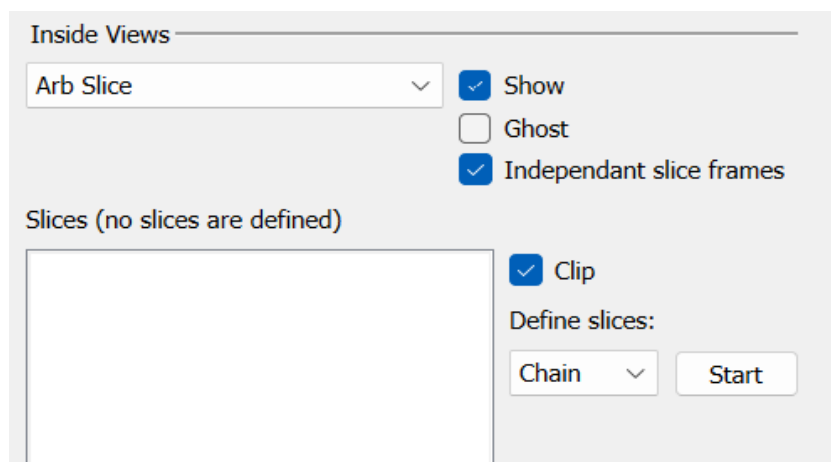 Inside Views
Arb Slice
Show
Ghost
Independant slice frames
Slices (no slices are defined)
Clip
Define slices:
Chain
Start